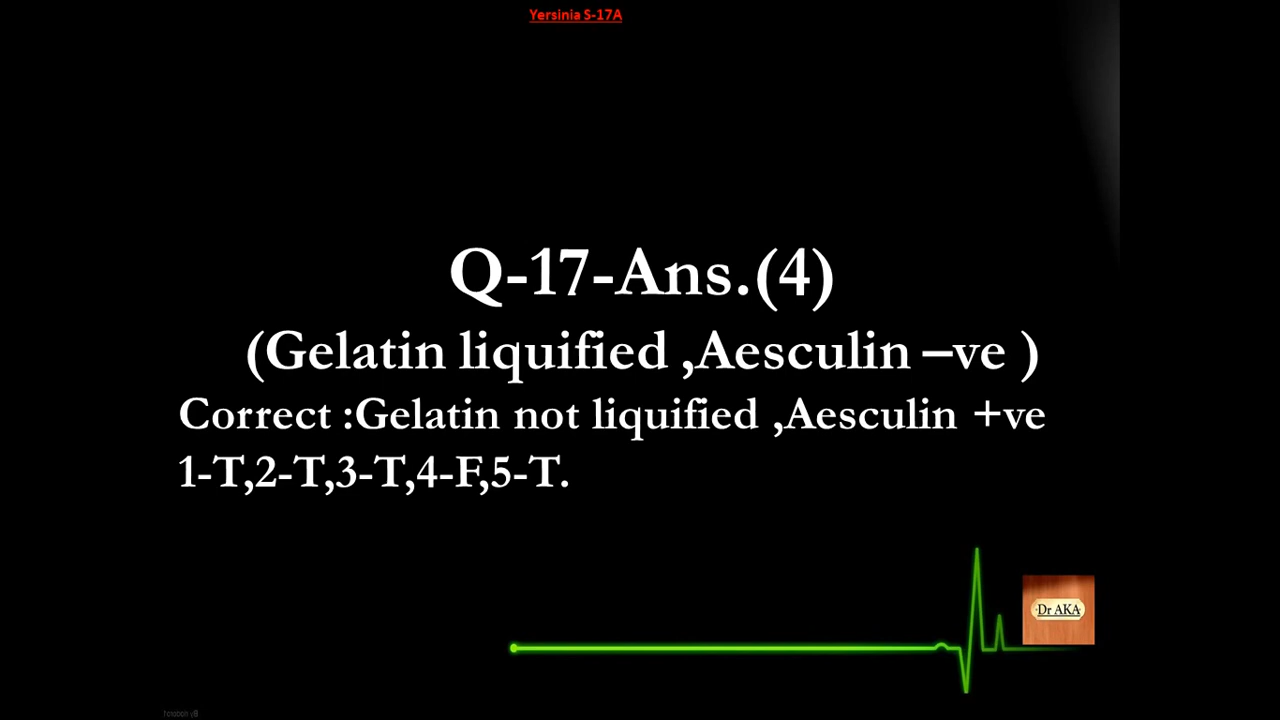 Yersinia S-17A
Q-17-Ans.(4)
(Gelatin liquified ,Aesculin –ve )
Correct :Gelatin not liquified ,Aesculin +ve
1-T,2-T,3-T,4-F,5-T.
Dr AKA